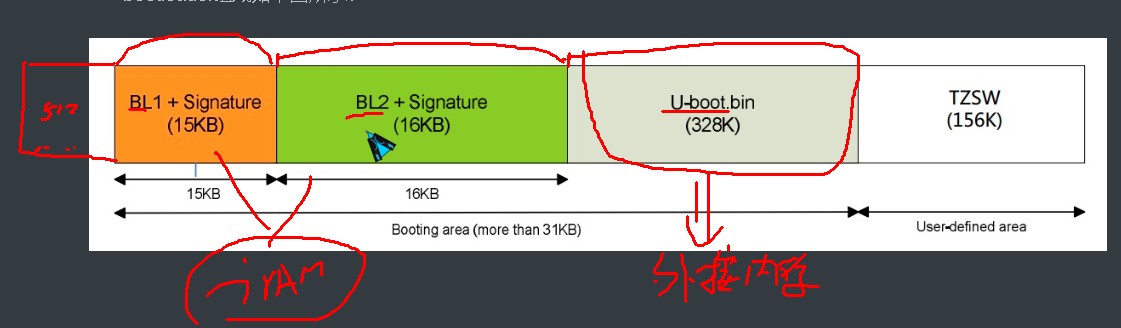 512
BL1 + Signature
(15KB)
BL2 + Signature
(16KB)
U-boot.bin
(328K)
TZSW
(156K)
15KB
16KB
Booting area (more than 31KB)
User-defined area
iRAM
外接内存